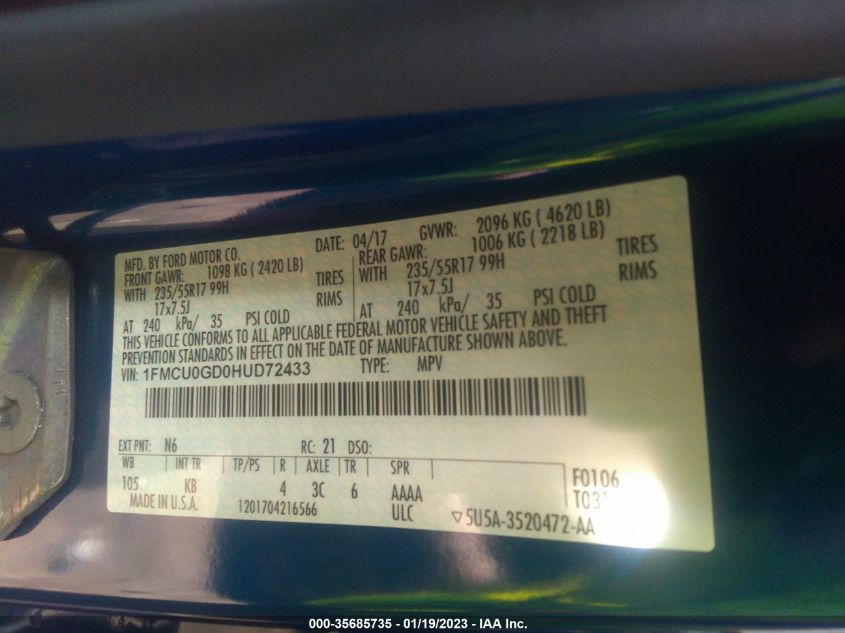 MFD. BY FORD MOTOR CO. DATE: 04/17 GVWR: 2096 KG ( 4620 LB)
FRONT GAWR: 1098 KG ( 2420 LB) REAR GAWR: 1006 KG ( 2218 LB)
WITH 235/55R17 99H TIRES WITH 235/55R17 99H TIRES
17x7.5J RIMS 17x7.5J RIMS
AT 240 kPa/ 35 PSI COLD AT 240 kPa/ 35 PSI COLD
THIS VEHICLE CONFORMS TO ALL APPLICABLE FEDERAL MOTOR VEHICLE SAFETY AND THEFT
PREVENTION STANDARDS IN EFFECT ON THE DATE OF MANUFACTURE SHOWN ABOVE.
VIN: 1FMCU0GD0HUD72433 TYPE: MPV
EXT PNT: N6 RC: 21 DSO:
WB INT TR TP/PS R AXLE TR SPR
105 KB 4 3C 6 AAAA F0106
MADE IN U.S.A. 1201704216566 ULC ▽5U5A-3520472-AA
000-35685735 - 01/19/2023 - IAA Inc.